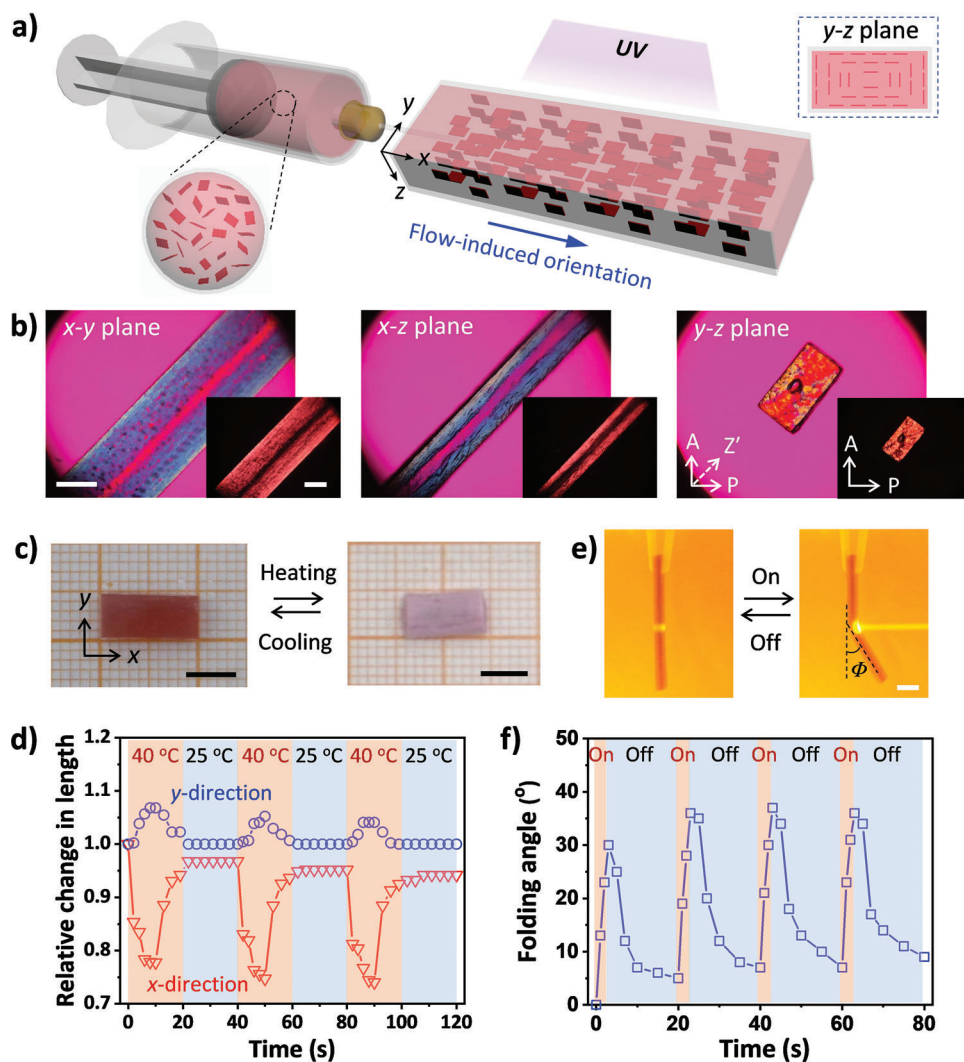 a)
UV
y-z plane
y
x
z
Flow-induced orientation
b)
x-y plane
x-z plane
y-z plane
A
Z'
P
A
P
c)
y
x
Heating
Cooling
e)
On
Off
Φ
d)
1.2
1.1
1.0
0.9
0.8
0.7
40 °C
25 °C
40 °C
25 °C
40 °C
25 °C
y-direction
x-direction
Relative change in length
0
20
40
60
80
100
120
Time (s)
f)
50
40
30
20
10
0
On
Off
On
Off
On
Off
On
Off
Folding angle (°)
0
20
40
60
80
Time (s)